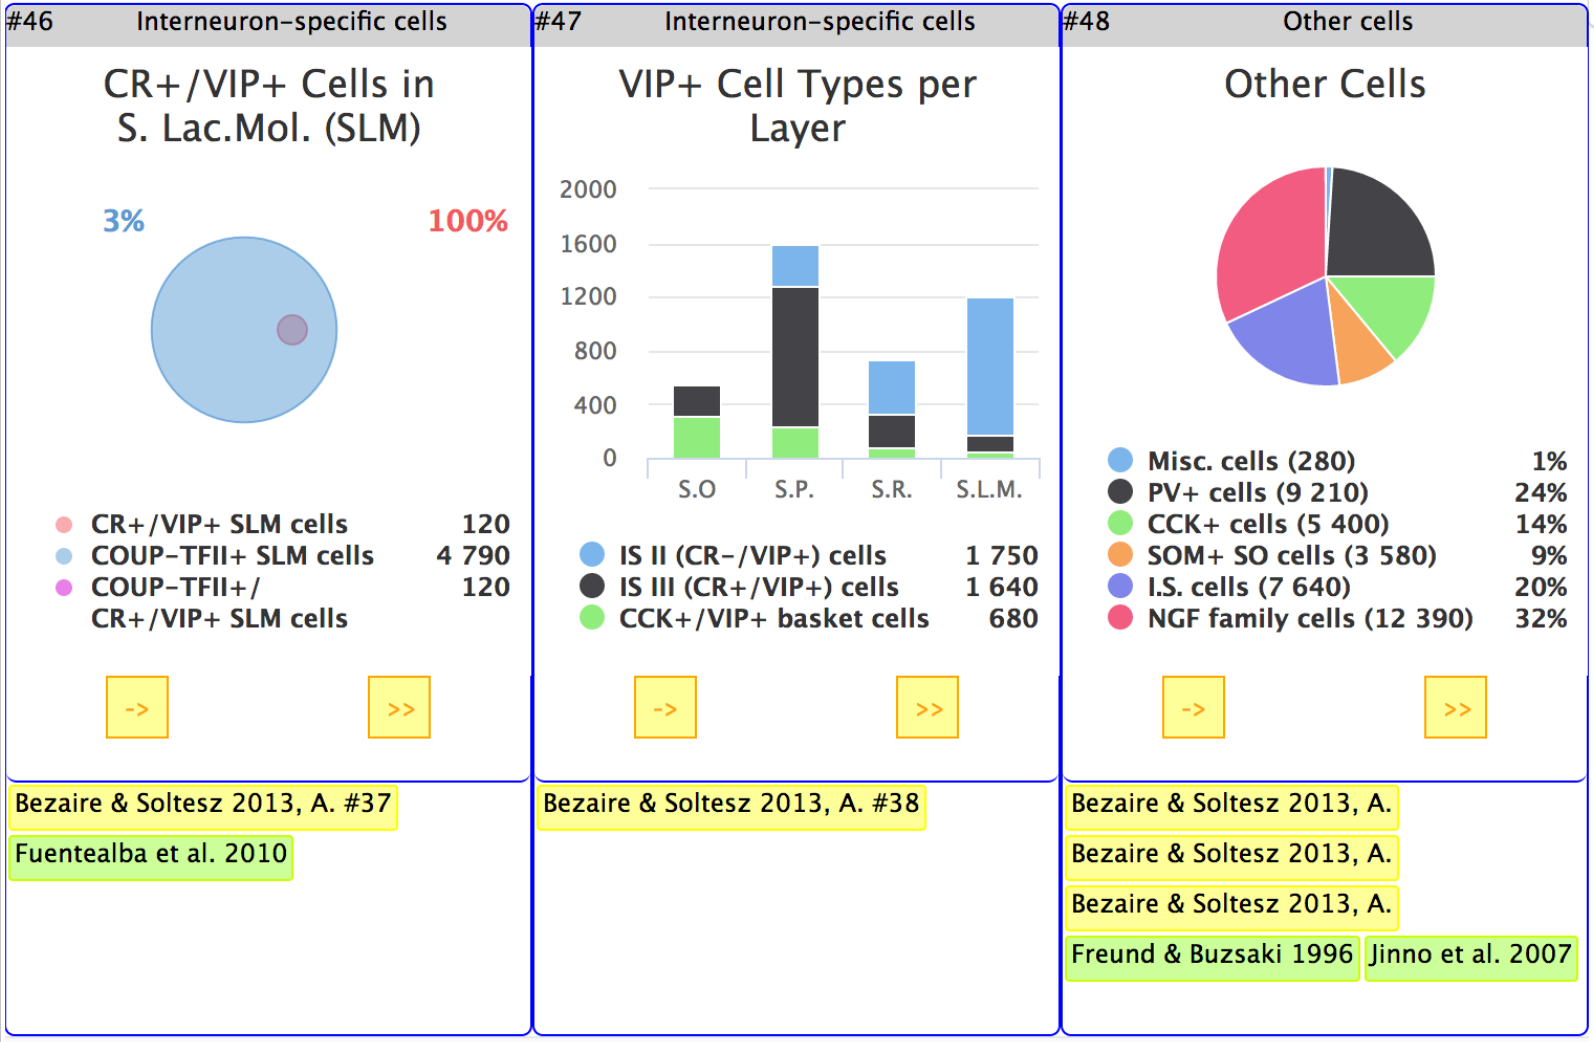 #46 Interneuron-specific cells
CR+/VIP+ Cells in
S. Lac.Mol. (SLM)
3% 100%
CR+/VIP+ SLM cells 120
COUP-TFII+ SLM cells 4 790
COUP-TFII+/ 120
CR+/VIP+ SLM cells
-> >>
Bezaire & Soltesz 2013, A. #37
Fuentealba et al. 2010
#47 Interneuron-specific cells
VIP+ Cell Types per
Layer
2000
1600
1200
800
400
0
S.O S.P. S.R. S.L.M.
IS II (CR-/VIP+) cells 1 750
IS III (CR+/VIP+) cells 1 640
CCK+/VIP+ basket cells 680
-> >>
Bezaire & Soltesz 2013, A. #38
#48 Other cells
Other Cells
Misc. cells (280) 1%
PV+ cells (9 210) 24%
CCK+ cells (5 400) 14%
SOM+ SO cells (3 580) 9%
I.S. cells (7 640) 20%
NGF family cells (12 390) 32%
-> >>
Bezaire & Soltesz 2013, A.
Bezaire & Soltesz 2013, A.
Bezaire & Soltesz 2013, A.
Freund & Buzsaki 1996 Jinno et al. 2007